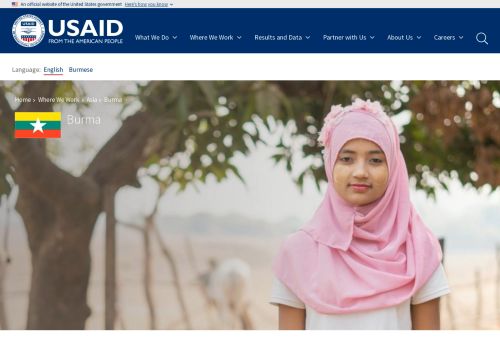 An official website of the United States government Here's how you know
USAID
FROM THE AMERICAN PEOPLE
What We Do
Where We Work
Results and Data
Partner with Us
About Us
Careers
Language: English Burmese
Home > Where We Work > Asia > Burma
Burma